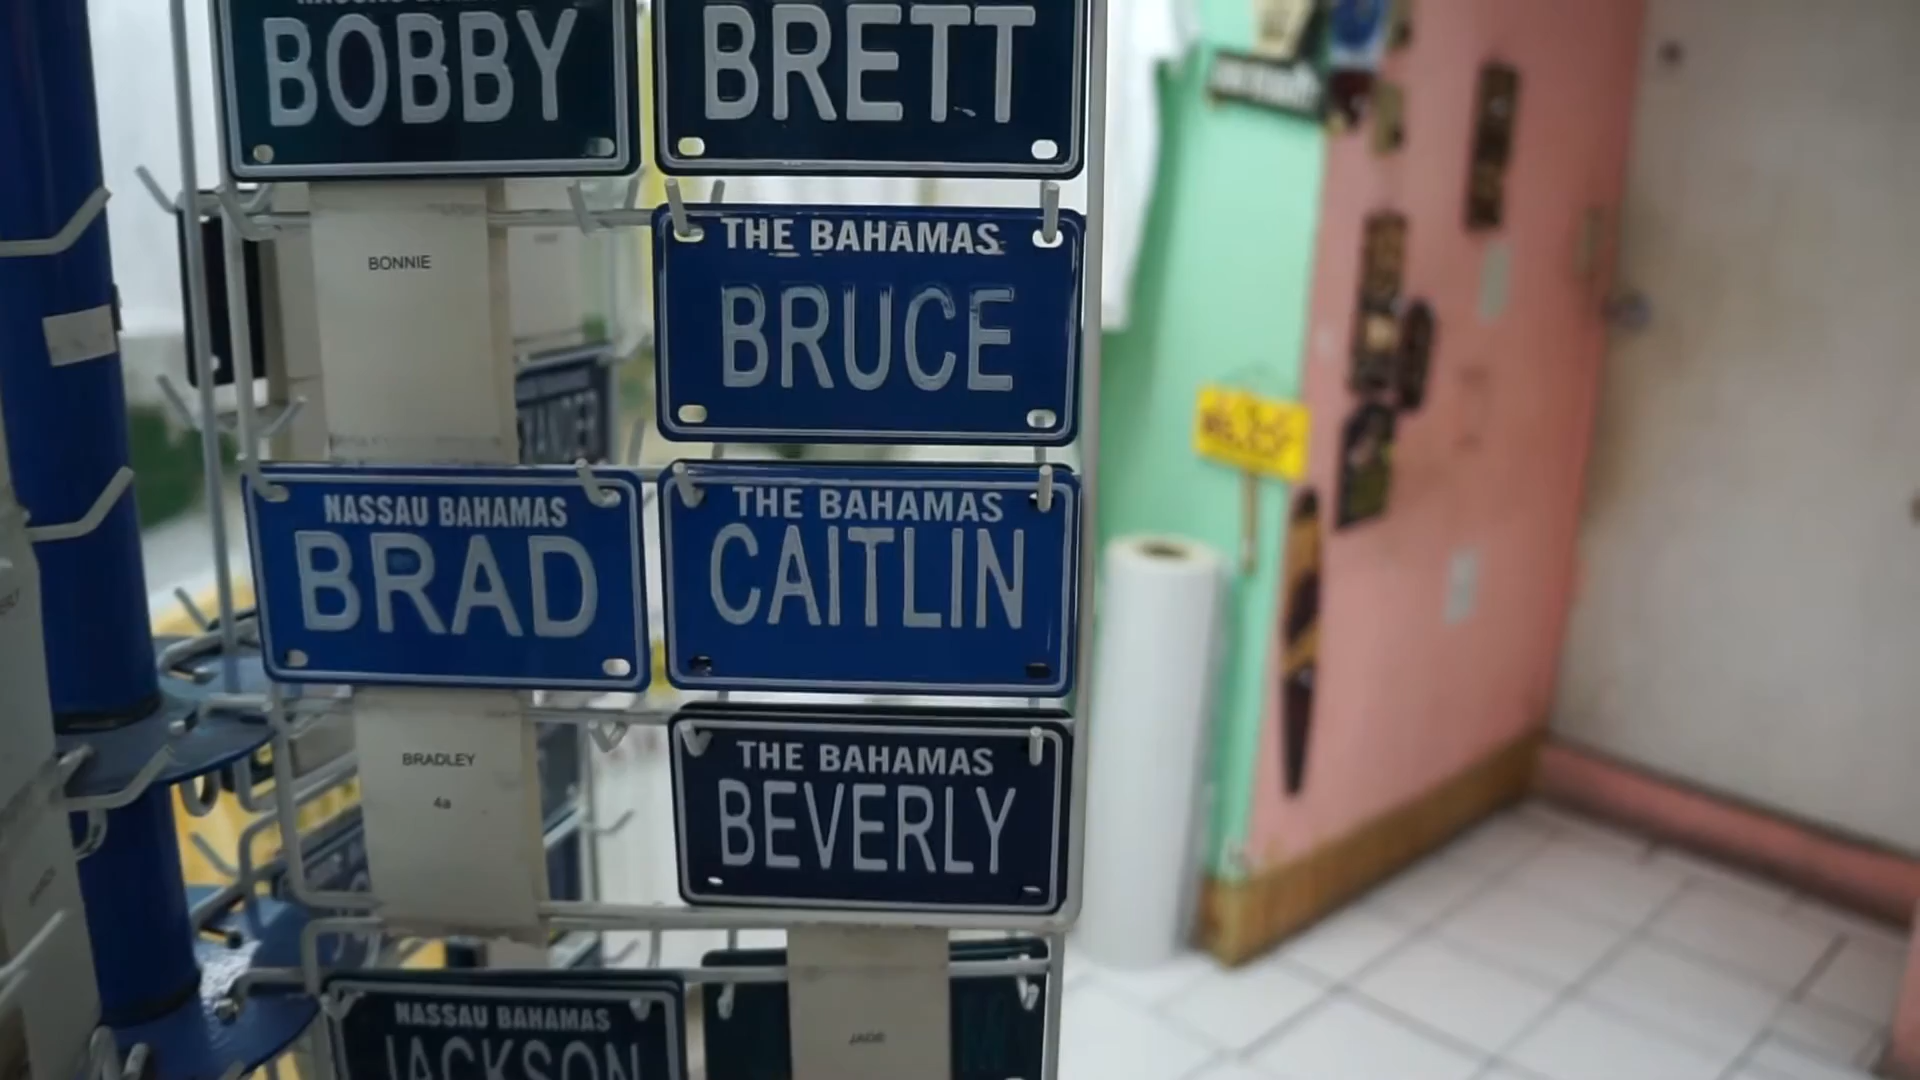 BOBBY
BRETT
BONNIE
THE BAHAMAS
BRUCE
NASSAU BAHAMAS
BRAD
THE BAHAMAS
CAITLIN
BRADLEY
4a
THE BAHAMAS
BEVERLY
NASSAU BAHAMAS
JACKSON
JADE